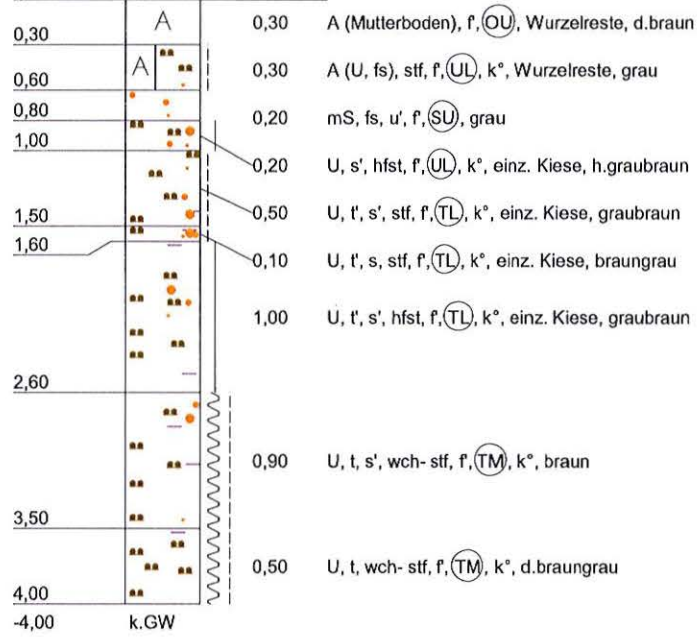 A
0,30 0,30 A (Mutterboden), f', OU, Wurzelreste, d.braun
A
0,60 0,30 A (U, fs), stf, f', UL, k°, Wurzelreste, grau
0,80 0,20 mS, fs, u', f', SU, grau
1,00 0,20 U, s', hfst, f', UL, k°, einz. Kiese, h.graubraun
1,50 0,50 U, t', s', stf, f', TL, k°, einz. Kiese, graubraun
1,60 0,10 U, t', s, stf, f', TL, k°, einz. Kiese, braungrau
2,60 1,00 U, t', s', hfst, f', TL, k°, einz. Kiese, graubraun
3,50 0,90 U, t, s', wch- stf, f', TM, k°, braun
4,00 0,50 U, t, wch- stf, f', TM, k°, d.braungrau
-4,00 k.GW